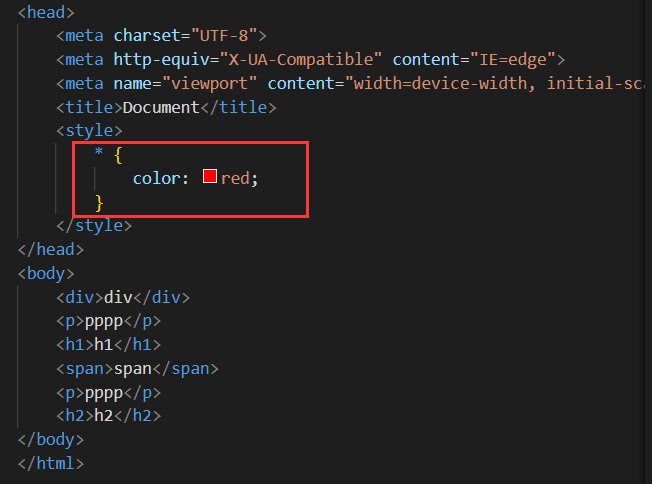 <head>
<meta charset="UTF-8">
<meta http-equiv="X-UA-Compatible" content="IE=edge">
<meta name="viewport" content="width=device-width, initial-sca
<title>Document</title>
<style>
* {
color: red;
}
</style>
</head>
<body>
<div>div</div>
<p>pppp</p>
<h1>h1</h1>
<span>span</span>
<p>pppp</p>
<h2>h2</h2>
</body>
</html>